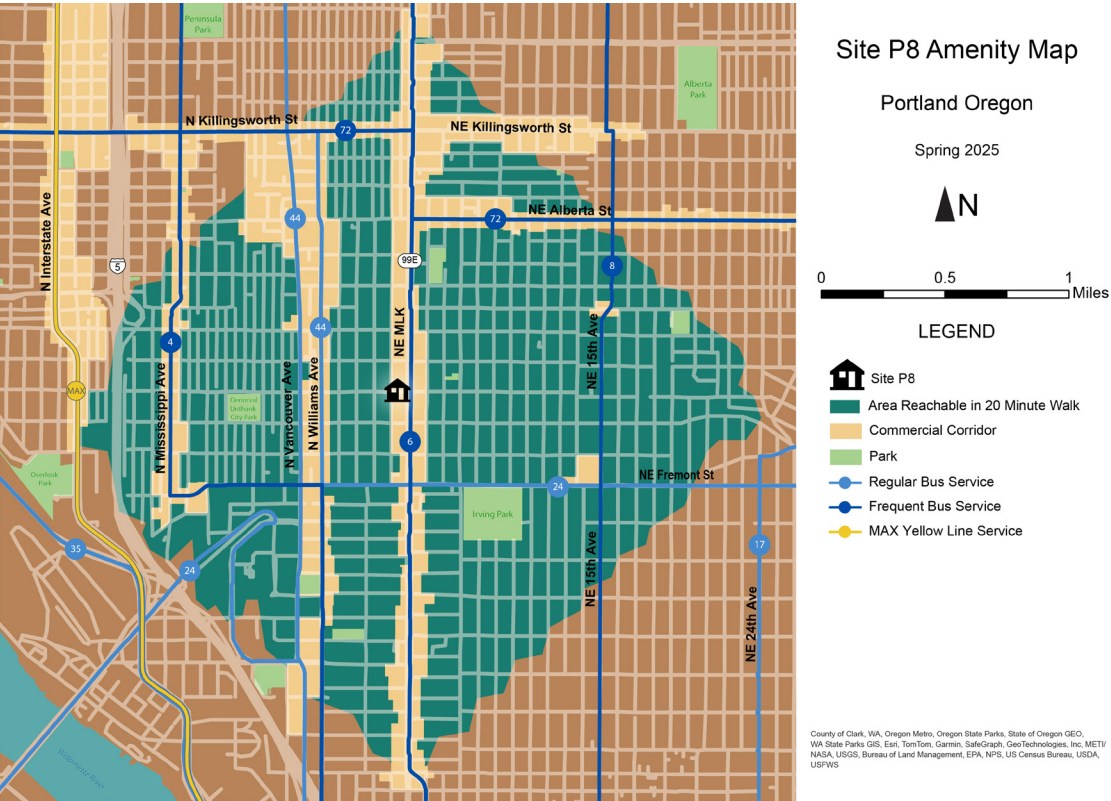 Site P8 Amenity Map
Portland Oregon
Spring 2025
N
0 0.5 1
Miles
LEGEND
Site P8
Area Reachable in 20 Minute Walk
Commercial Corridor
Park
Regular Bus Service
Frequent Bus Service
MAX Yellow Line Service
County of Clark, WA, Oregon Metro, Oregon State Parks, State of Oregon GEO,
WA State Parks GIS, Esri, TomTom, Garmin, SafeGraph, GeoTechnologies, Inc, METI/
NASA, USGS, Bureau of Land Management, EPA, NPS, US Census Bureau, USDA,
USFWS
Peninsula
Park
Alberta
Park
N Killingsworth St
72
NE Killingsworth St
N Interstate Ave
44
72
NE Alberta St
5
99E
8
44
4
NE MLK
NE 15th Ave
MAX
N Mississippi Ave
Denorval
Unthank
City Park
N Vancouver Ave
N Williams Ave
6
Overlook
Park
24
NE Fremont St
Irving Park
35
24
17
NE 15th Ave
NE 24th Ave
Willamette River